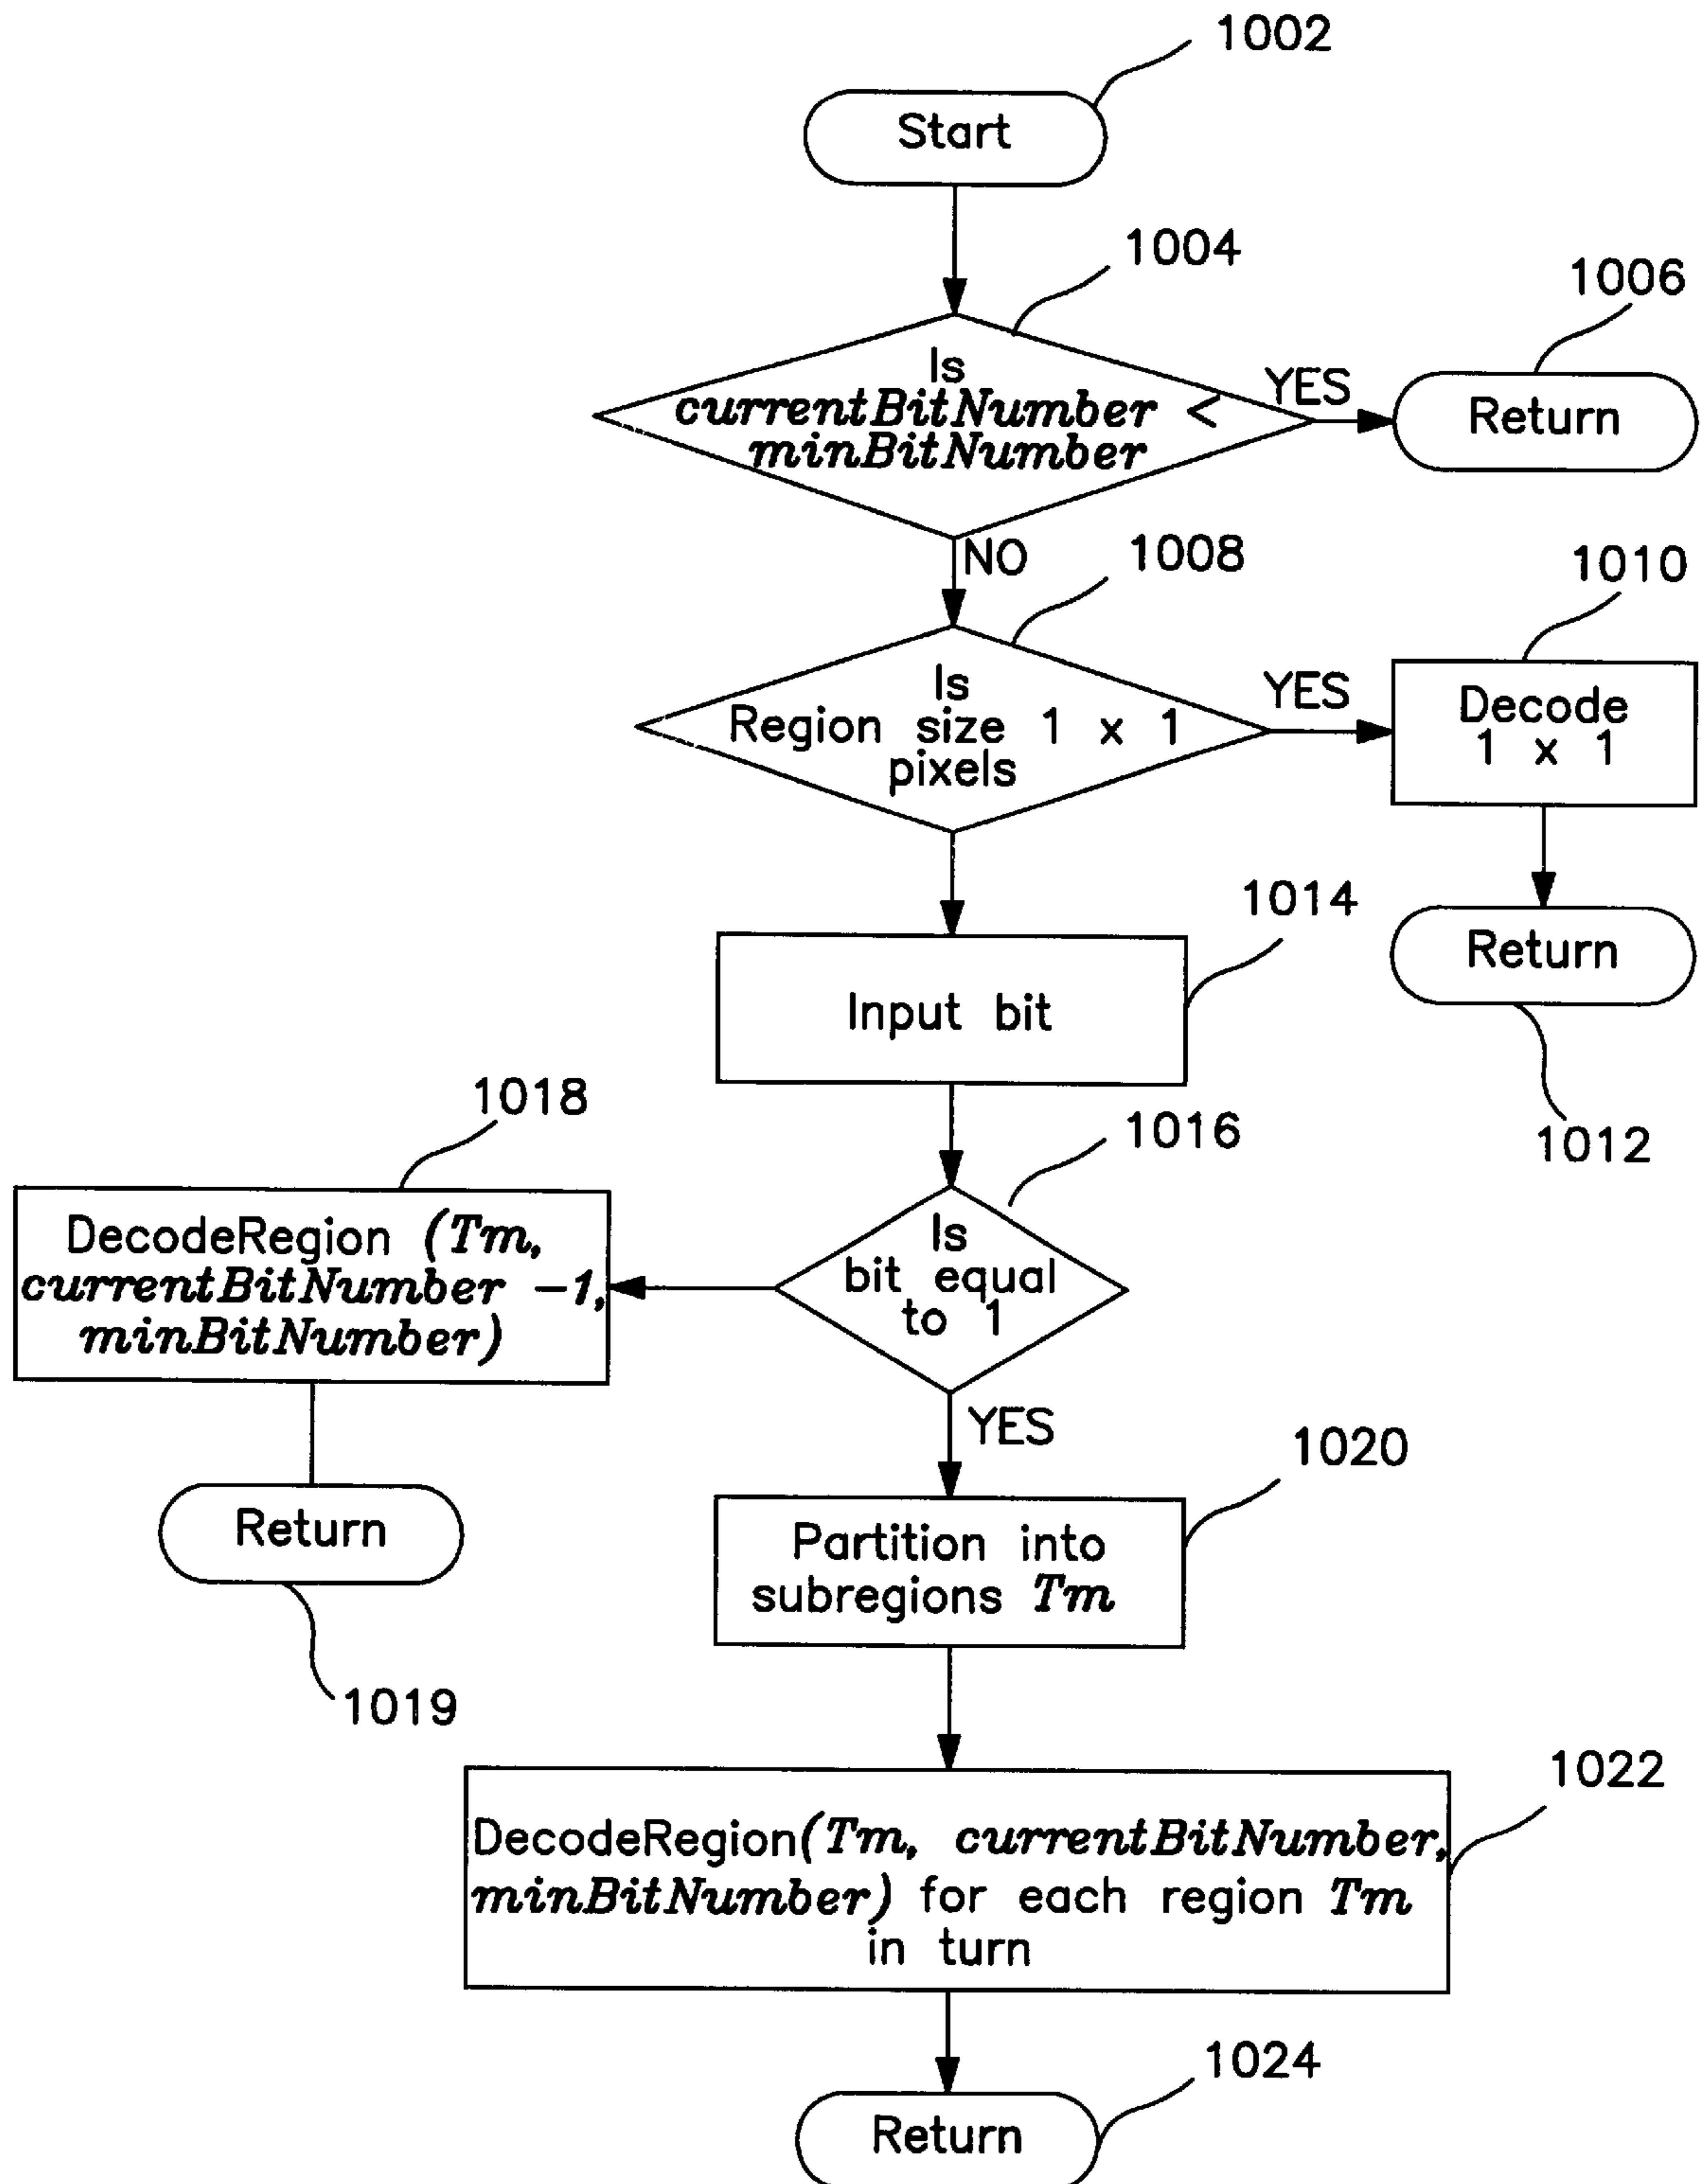 1002
Start
1004
1006
Is
currentBitNumber <
minBitNumber
YES
Return
NO
1008
1010
Is
Region size 1 x 1
pixels
YES
Decode
1 x 1
1014
Return
Input bit
1012
1018
1016
DecodeRegion (Tm,
currentBitNumber -1,
minBitNumber)
Is
bit equal
to 1
YES
1020
Return
Partition into
subregions Tm
1019
1022
DecodeRegion(Tm, currentBitNumber,
minBitNumber) for each region Tm
in turn
1024
Return